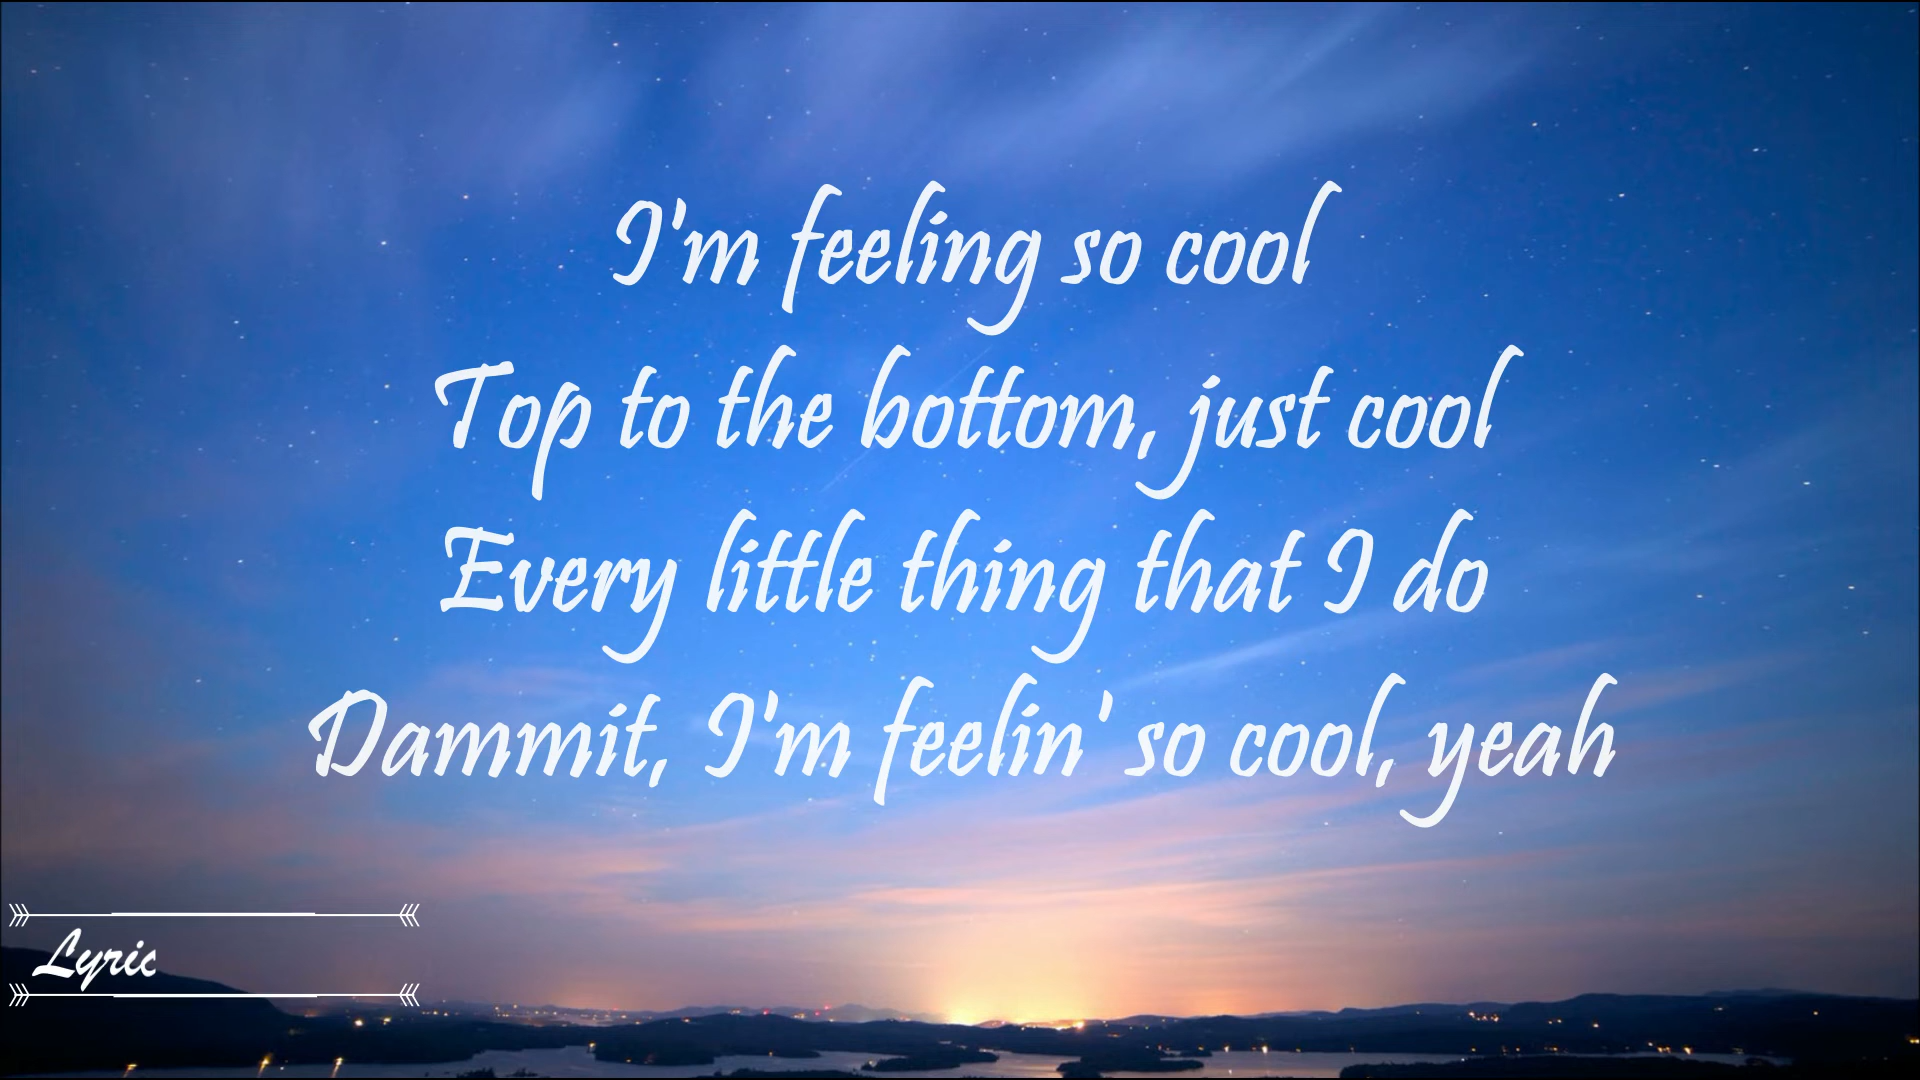 I'm feeling so cool
Top to the bottom, just cool
Every little thing that I do
Dammit, I'm feelin' so cool, yeah
Lyric